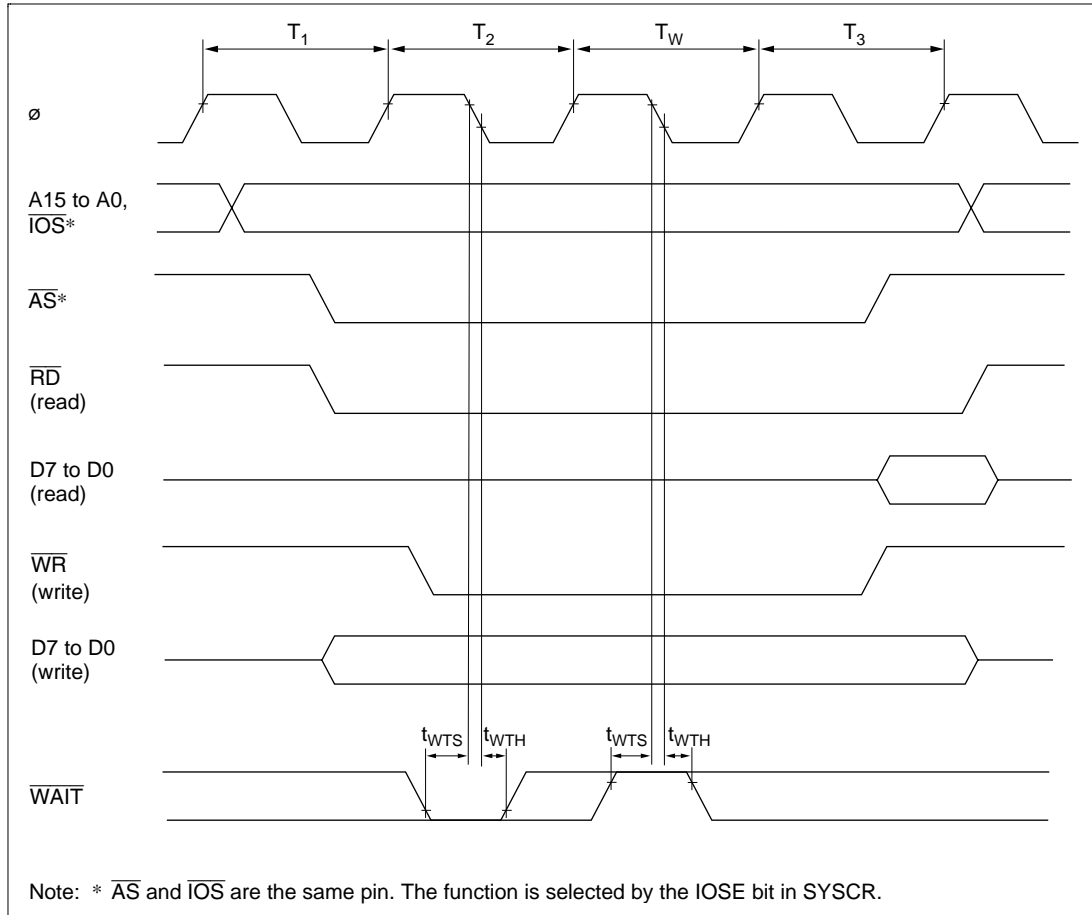 T1 T2 TW T3
ø
A15 to A0,
IOS*
AS*
RD
(read)
D7 to D0
(read)
WR
(write)
D7 to D0
(write)
tWTS tWTH tWTS tWTH
WAIT
Note: * AS and IOS are the same pin. The function is selected by the IOSE bit in SYSCR.